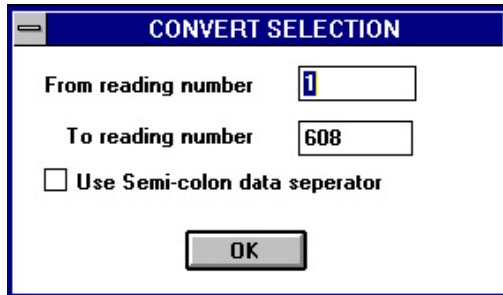 CONVERT SELECTION
From reading number 1
To reading number 608
Use Semi-colon data seperator
OK